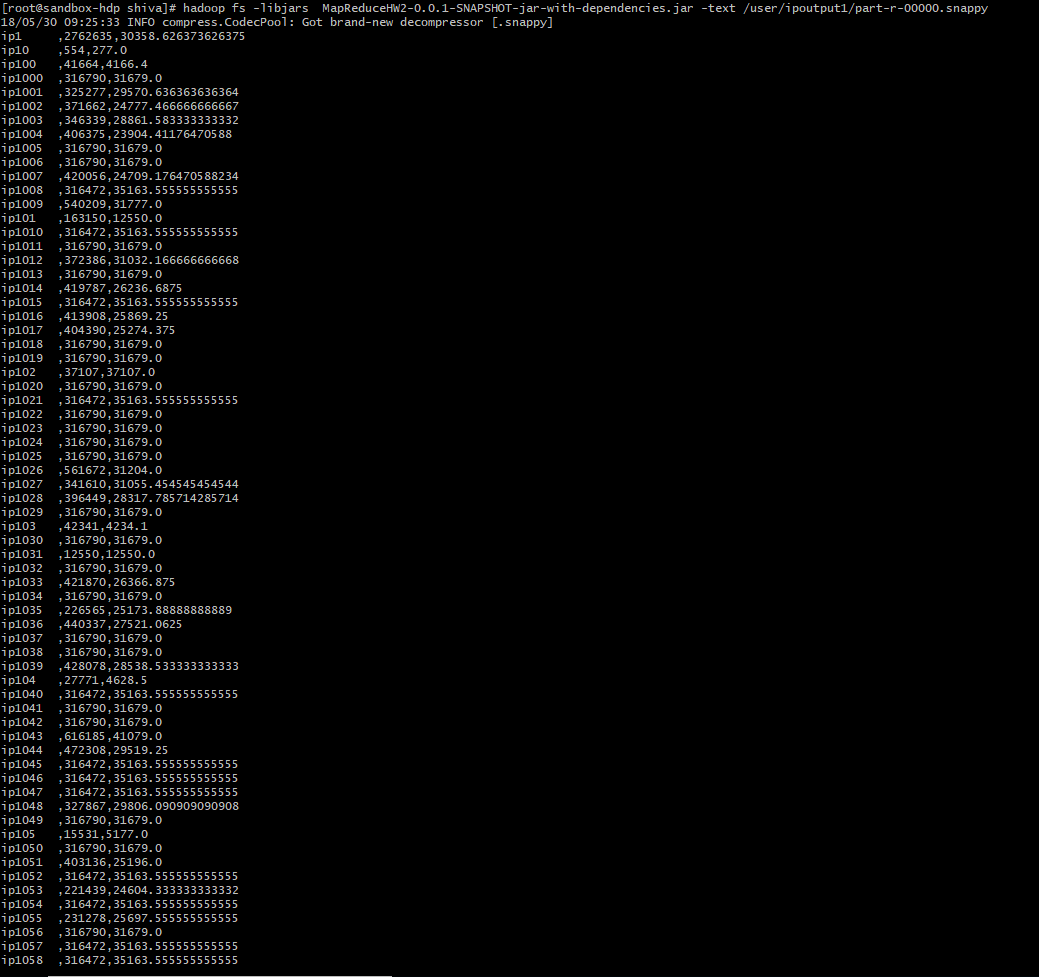 [root@sandbox-hdp shiva]# hadoop fs -libjars  MapReduceHW2-0.0.1-SNAPSHOT-jar-with-dependencies.jar -text /user/ipoutput1/part-r-00000.snappy
18/05/30 09:25:33 INFO compress.CodecPool: Got brand-new decompressor [.snappy]
ip1     ,2762635,30358.626373626375
ip10    ,554,277.0
ip100   ,41664,4166.4
ip1000  ,316790,31679.0
ip1001  ,325277,29570.636363636364
ip1002  ,371662,24777.466666666667
ip1003  ,346339,28861.583333333332
ip1004  ,406375,23904.41176470588
ip1005  ,316790,31679.0
ip1006  ,316790,31679.0
ip1007  ,420056,24709.176470588234
ip1008  ,316472,35163.555555555555
ip1009  ,540209,31777.0
ip101   ,163150,12550.0
ip1010  ,316472,35163.555555555555
ip1011  ,316790,31679.0
ip1012  ,372386,31032.166666666668
ip1013  ,316790,31679.0
ip1014  ,419787,26236.6875
ip1015  ,316472,35163.555555555555
ip1016  ,413908,25869.25
ip1017  ,404390,25274.375
ip1018  ,316790,31679.0
ip1019  ,316790,31679.0
ip102   ,37107,37107.0
ip1020  ,316790,31679.0
ip1021  ,316472,35163.555555555555
ip1022  ,316790,31679.0
ip1023  ,316790,31679.0
ip1024  ,316790,31679.0
ip1025  ,316790,31679.0
ip1026  ,561672,31204.0
ip1027  ,341610,31055.454545454544
ip1028  ,396449,28317.785714285714
ip1029  ,316790,31679.0
ip103   ,42341,4234.1
ip1030  ,316790,31679.0
ip1031  ,12550,12550.0
ip1032  ,316790,31679.0
ip1033  ,421870,26366.875
ip1034  ,316790,31679.0
ip1035  ,226565,25173.88888888889
ip1036  ,440337,27521.0625
ip1037  ,316790,31679.0
ip1038  ,316790,31679.0
ip1039  ,428078,28538.533333333333
ip104   ,27771,4628.5
ip1040  ,316472,35163.555555555555
ip1041  ,316790,31679.0
ip1042  ,316790,31679.0
ip1043  ,616185,41079.0
ip1044  ,472308,29519.25
ip1045  ,316472,35163.555555555555
ip1046  ,316472,35163.555555555555
ip1047  ,316472,35163.555555555555
ip1048  ,327867,29806.090909090908
ip1049  ,316790,31679.0
ip105   ,15531,5177.0
ip1050  ,316790,31679.0
ip1051  ,403136,25196.0
ip1052  ,316472,35163.555555555555
ip1053  ,221439,24604.333333333332
ip1054  ,316472,35163.555555555555
ip1055  ,231278,25697.555555555555
ip1056  ,316790,31679.0
ip1057  ,316472,35163.555555555555
ip1058  ,316472,35163.555555555555